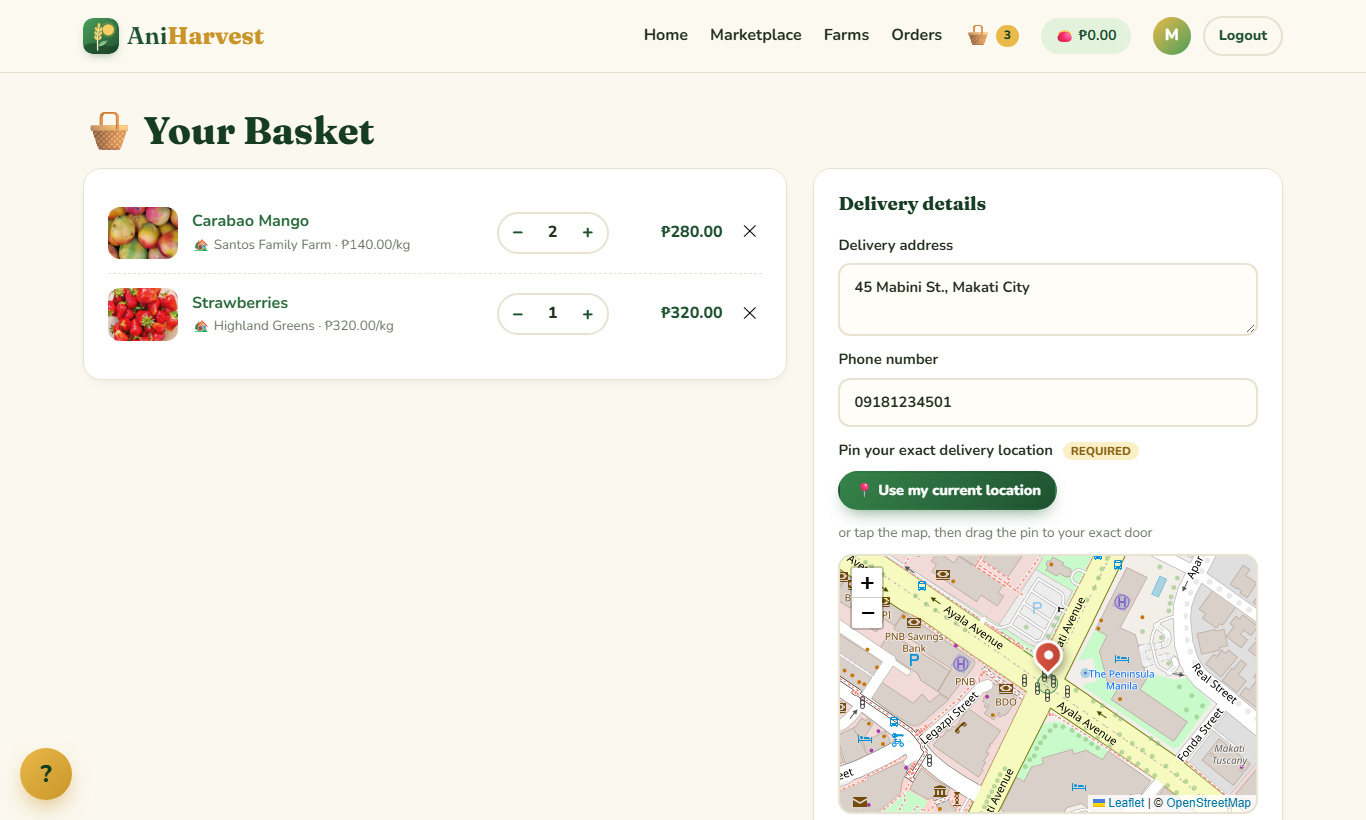 AniHarvest
Home
Marketplace
Farms
Orders
3
₱0.00
M
Logout
Your Basket
Carabao Mango
Santos Family Farm · ₱140.00/kg
− 2 +
₱280.00
Strawberries
Highland Greens · ₱320.00/kg
− 1 +
₱320.00
Delivery details
Delivery address
45 Mabini St., Makati City
Phone number
09181234501
Pin your exact delivery location REQUIRED
Use my current location
or tap the map, then drag the pin to your exact door
+
−
Ayala Avenue
PNB Savings
Bank
PNB
BDO
Legazpi Street
The Peninsula
Manila
Ayala Avenue
Real Street
Fonda Street
Makati
Tuscany
Leaflet | © OpenStreetMap
?